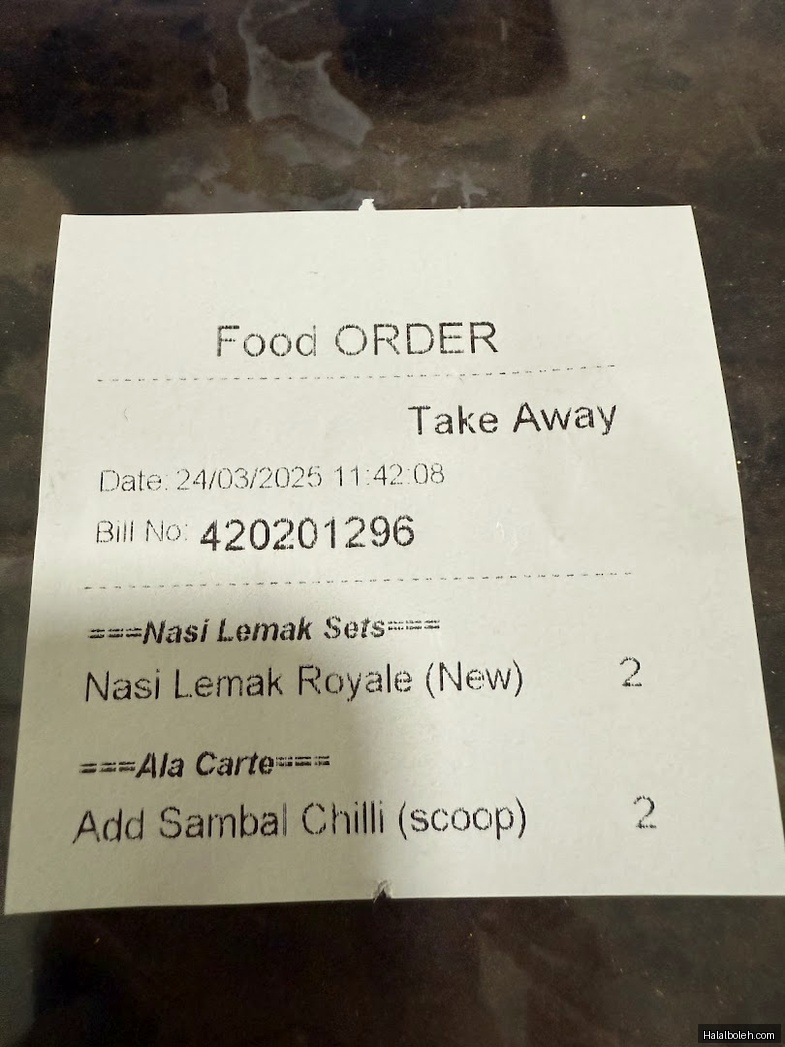 Food ORDER
Take Away
Date: 24/03/2025 11:42:08
Bill No: 420201296
===Nasi Lemak Sets====
Nasi Lemak Royale (New) 2
===Ala Carte====
Add Sambal Chilli (scoop) 2
Halalboleh.com